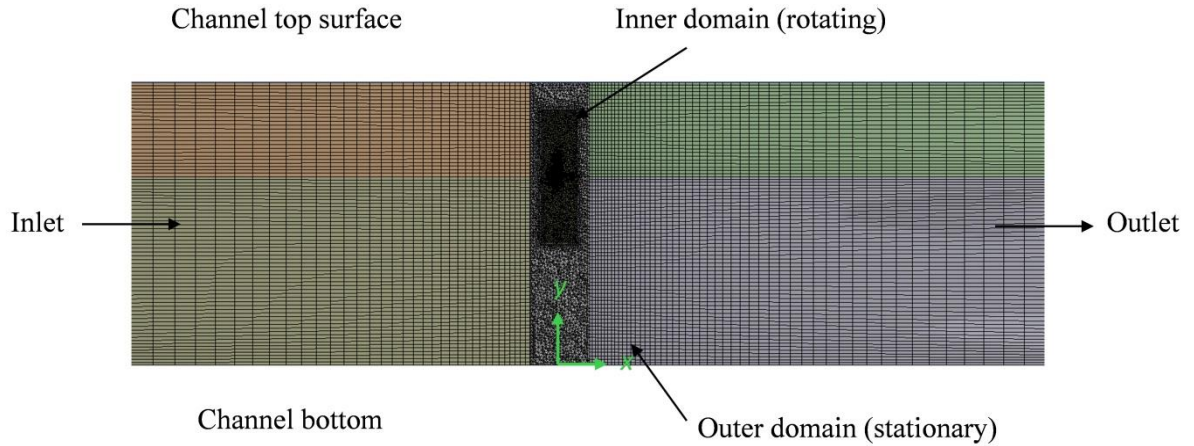 Channel top surface
Inner domain (rotating)
Inlet
Outlet
y
x
Channel bottom
Outer domain (stationary)